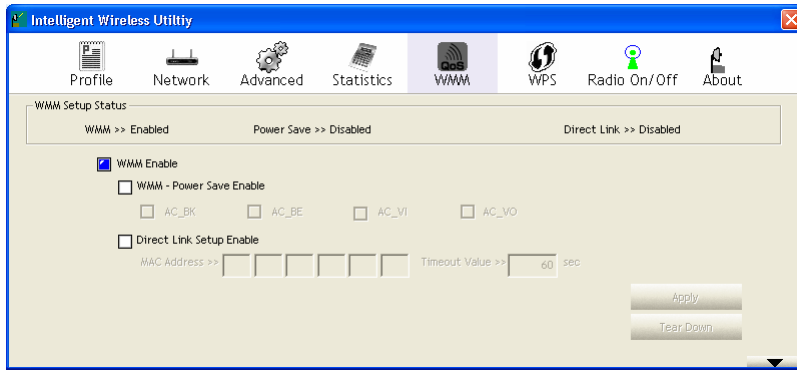 Intelligent Wireless Utiltiy
QoS
Profile Network Advanced Statistics WMM WPS Radio On/Off About
WMM Setup Status
WMM >> Enabled Power Save >> Disabled Direct Link >> Disabled
WMM Enable
WMM - Power Save Enable
AC_BK AC_BE AC_VI AC_VO
Direct Link Setup Enable
MAC Address >> Timeout Value >> 60 sec
Apply
Tear Down